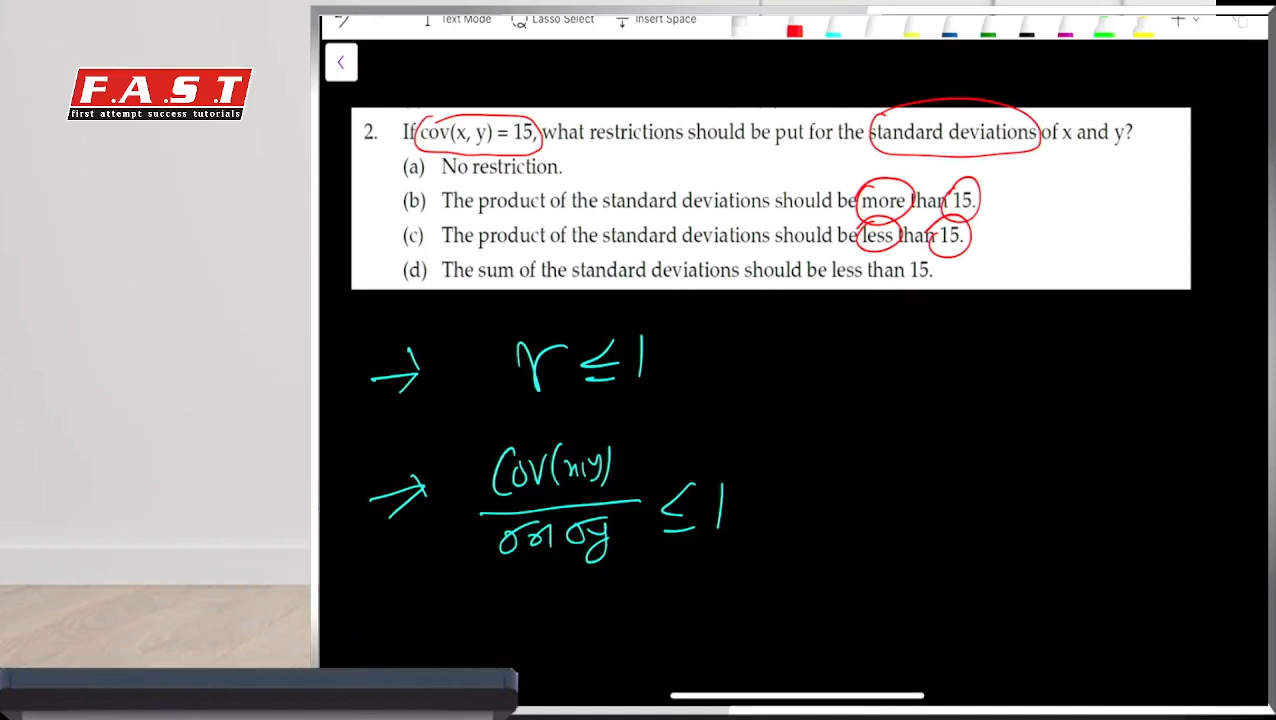 Text Mode Lasso Select Insert Space
F.A.S.T
first attempt success tutorials
2. If cov(x, y) = 15, what restrictions should be put for the standard deviations of x and y?
(a) No restriction.
(b) The product of the standard deviations should be more than 15.
(c) The product of the standard deviations should be less than 15.
(d) The sum of the standard deviations should be less than 15.
→ r ≤ 1
→ Cov(x,y)
σx σy ≤ 1